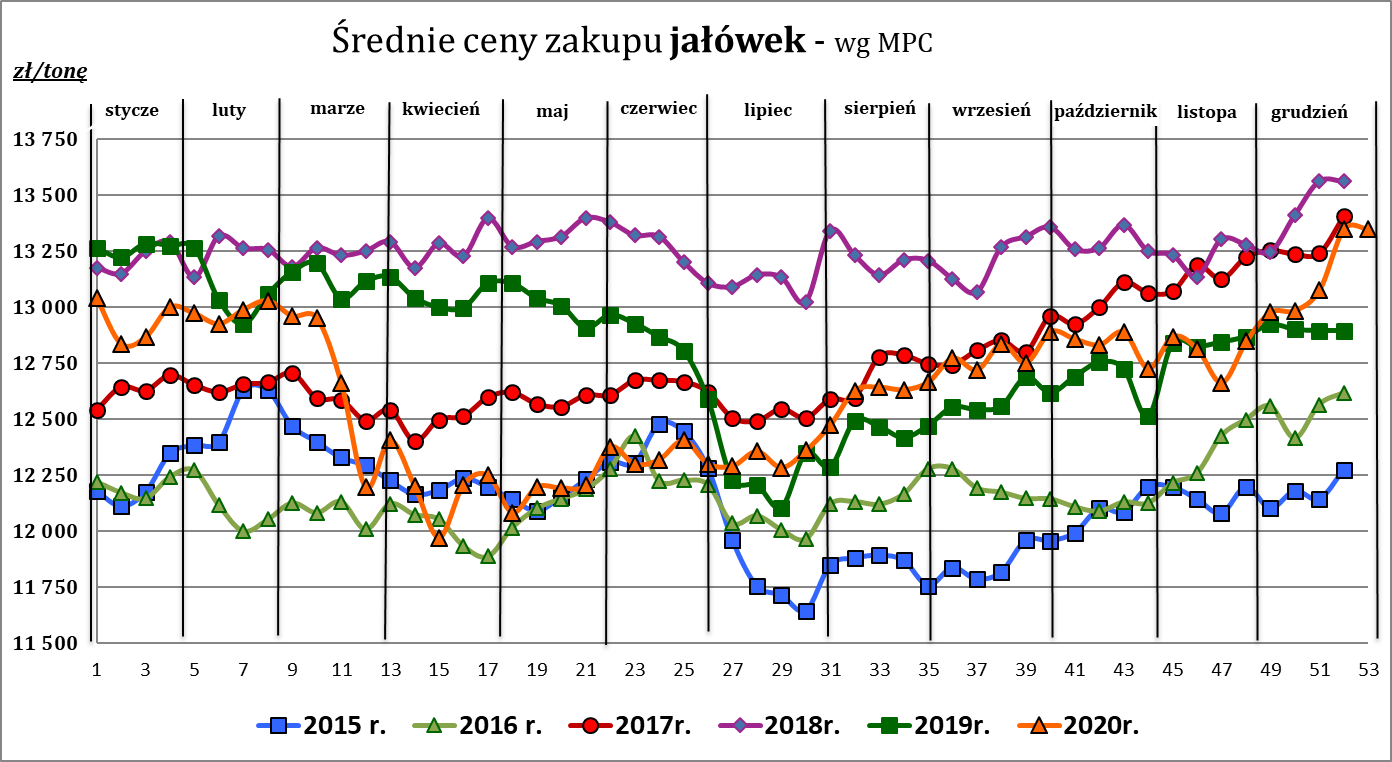 Średnie ceny zakupu jałówek - wg MPC
zł/tonę
stycze luty marze kwiecień maj czerwiec lipiec sierpień wrzesień październik listopa grudzień
13 750
13 500
13 250
13 000
12 750
12 500
12 250
12 000
11 750
11 500
1 3 5 7 9 11 13 15 17 19 21 23 25 27 29 31 33 35 37 39 41 43 45 47 49 51 53
2015 r. 2016 r. 2017r. 2018r. 2019r. 2020r.